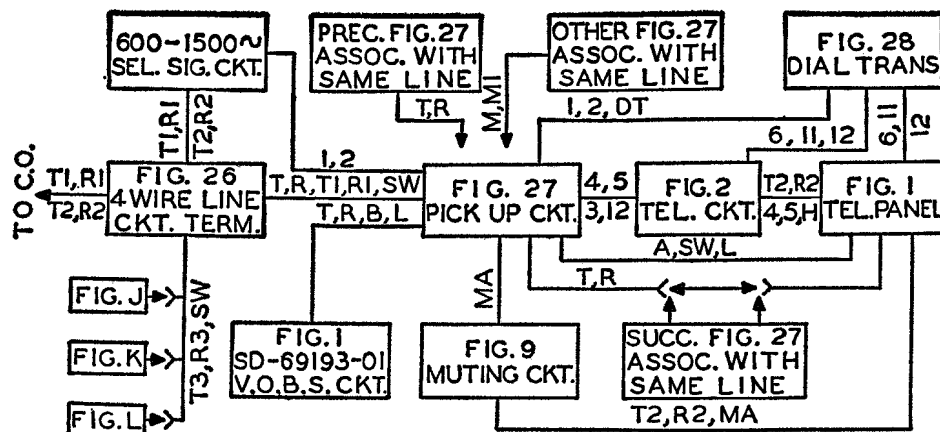 600-1500~
SEL. SIG. CKT.
PREC. FIG. 27
ASSOC. WITH
SAME LINE
OTHER FIG. 27
ASSOC. WITH
SAME LINE
FIG. 28
DIAL TRANS.
T1,R1
T2,R2
T,R
M,M1
1, 2, DT
6, 11, 12
6, 11
12
1,2
TO C.O.
T1,R1
T2,R2
FIG. 26
4 WIRE LINE
CKT. TERM.
T,R,T1,R1,SW
T,R,B,L
FIG. 27
PICK UP CKT.
4, 5
3, 12
FIG. 2
TEL. CKT.
T2,R2
4,5,H
FIG. 1
TEL. PANEL
A,SW,L
T,R
MA
T3,R3,SW
FIG. J
FIG. K
FIG. L
FIG. 1
SD-69193-01
V.O.B.S. CKT.
FIG. 9
MUTING CKT.
SUCC. FIG. 27
ASSOC. WITH
SAME LINE
T2,R2,MA